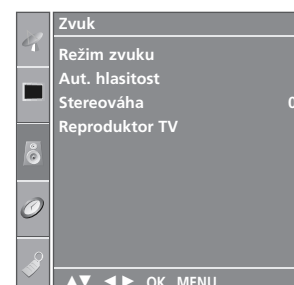 Zvuk
Režim zvuku
Aut. hlasitost
Stereováha 0
Reproduktor TV
▲▼ ◄► OK MENU